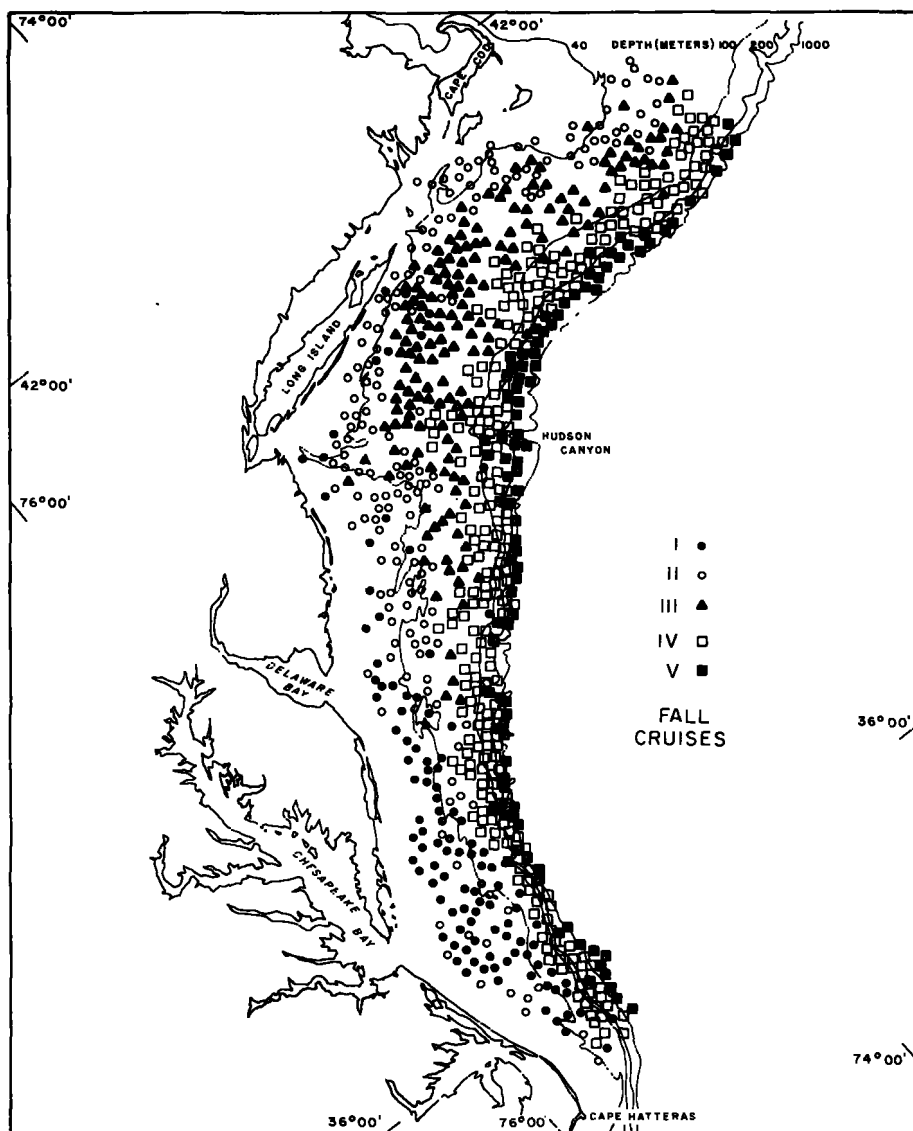 74°00'
42°00'
40 DEPTH (METERS) 100 200 1000
CAPE COD
LONG ISLAND
42°00'
HUDSON
CANYON
76°00'
I
II
III
IV
V
FALL
CRUISES
DELAWARE
BAY
36°00'
CHESAPEAKE
BAY
74°00'
36°00'
76°00'
CAPE HATTERAS